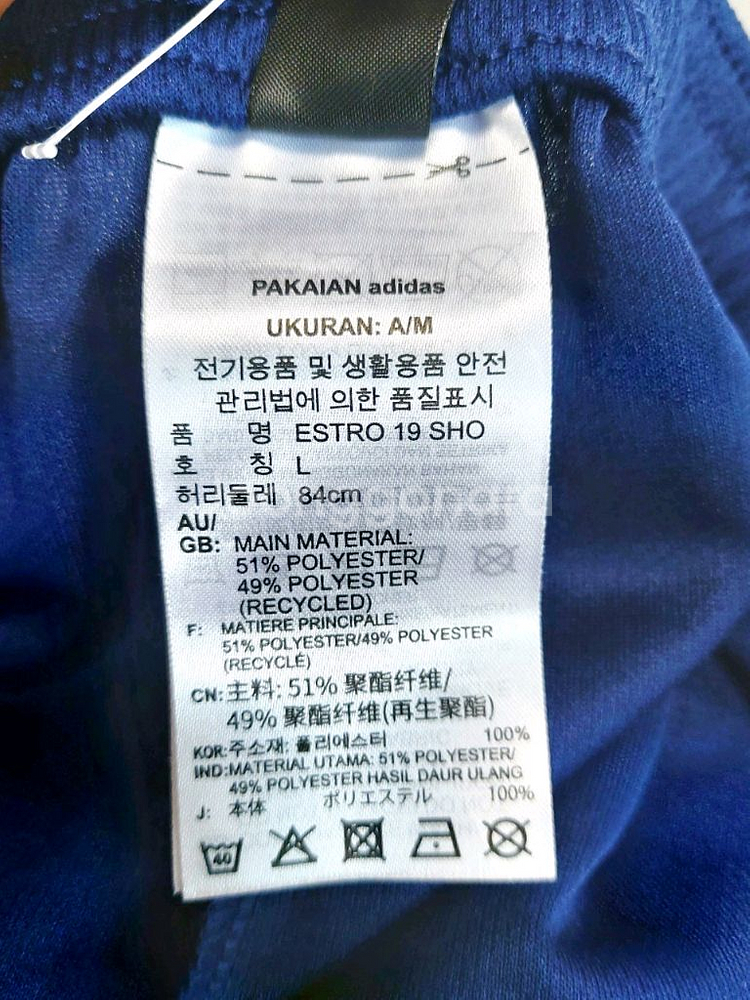 PAKAIAN adidas
UKURAN: A/M
전기용품 및 생활용품 안전
관리법에 의한 품질표시
품 명 ESTRO 19 SHO
호 칭 L
허리둘레 84cm
AU/
GB: MAIN MATERIAL:
51% POLYESTER/
49% POLYESTER
(RECYCLED)
F: MATIERE PRINCIPALE:
51% POLYESTER/49% POLYESTER
(RECYCLÉ)
CN: 主料: 51% 聚酯纤维/
49% 聚酯纤维(再生聚酯)
KOR: 주소재: 폴리에스터 100%
IND: MATERIAL UTAMA: 51% POLYESTER/
49% POLYESTER HASIL DAUR ULANG
J: 本体 ポリエステル 100%
40